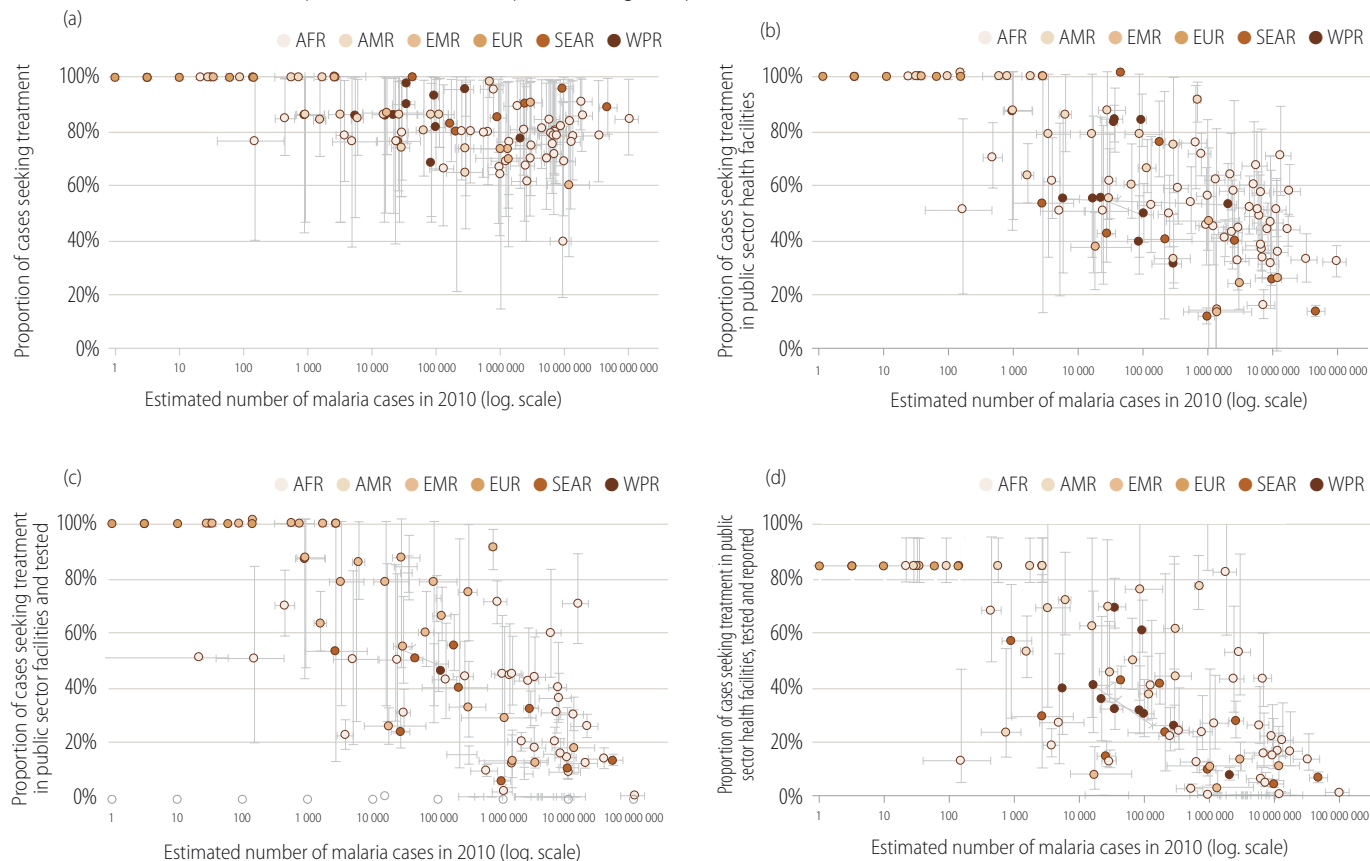 (a)
AFR AMR EMR EUR SEAR WPR
Proportion of cases seeking treatment
100%
80%
60%
40%
20%
0%
1 10 100 1 000 10 000 100 000 1 000 000 10 000 000 100 000 000
Estimated number of malaria cases in 2010 (log. scale)
(b)
AFR AMR EMR EUR SEAR WPR
Proportion of cases seeking treatment
in public sector health facilities
100%
80%
60%
40%
20%
0%
1 10 100 1 000 10 000 100 000 1 000 000 10 000 000 100 000 000
Estimated number of malaria cases in 2010 (log. scale)
(c)
AFR AMR EMR EUR SEAR WPR
Proportion of cases seeking treatment
in public sector facilities and tested
100%
80%
60%
40%
20%
0%
1 10 100 1 000 10 000 100 000 1 000 000 10 000 000 100 000 000
Estimated number of malaria cases in 2010 (log. scale)
(d)
AFR AMR EMR EUR SEAR WPR
Proportion of cases seeking treatment in public
sector health facilities, tested and reported
100%
80%
60%
40%
20%
0%
1 10 100 1 000 10 000 100 000 1 000 000 10 000 000 100 000 000
Estimated number of malaria cases in 2010 (log. scale)